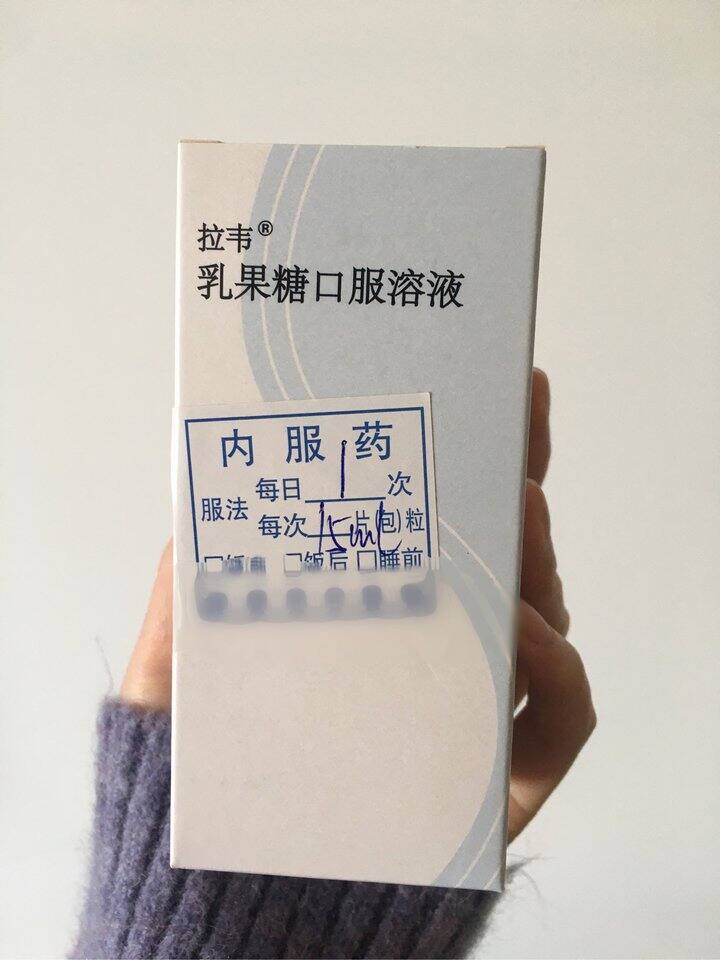 拉韦®
乳果糖口服溶液
内服药
服法 每日 1 次
每次 15ml 片(包)粒
□饭后 □睡前